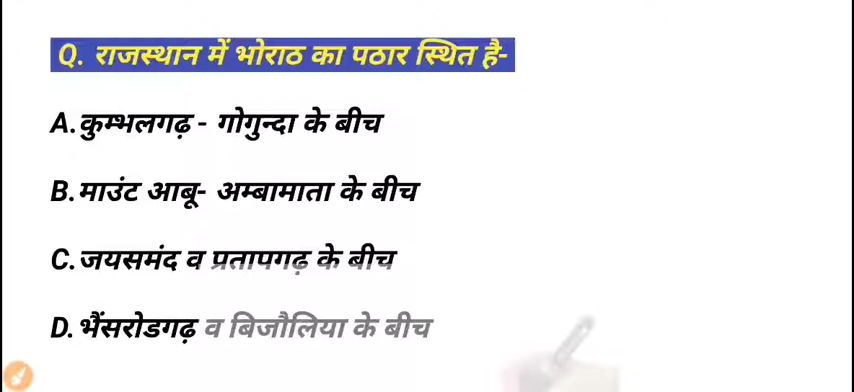 Q. राजस्थान में भोराठ का पठार स्थित है-
A. कुम्भलगढ़ - गोगुन्दा के बीच
B. माउंट आबू- अम्बामाता के बीच
C. जयसमंद व प्रतापगढ़ के बीच
D. भैंसरोडगढ़ व बिजौलिया के बीच